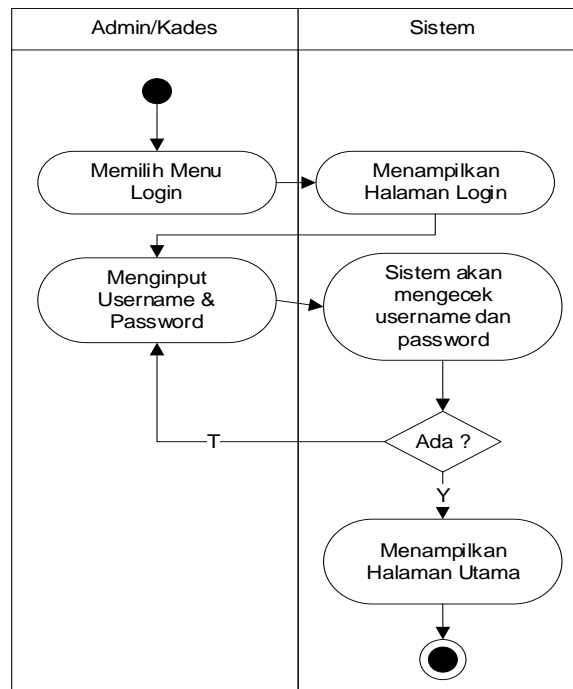 Admin/Kades
Sistem
Memilih Menu
Login
Menampilkan
Halaman Login
Menginput
Username &
Password
Sistem akan
mengecek
username dan
password
Ada ?
T
Y
Menampilkan
Halaman Utama